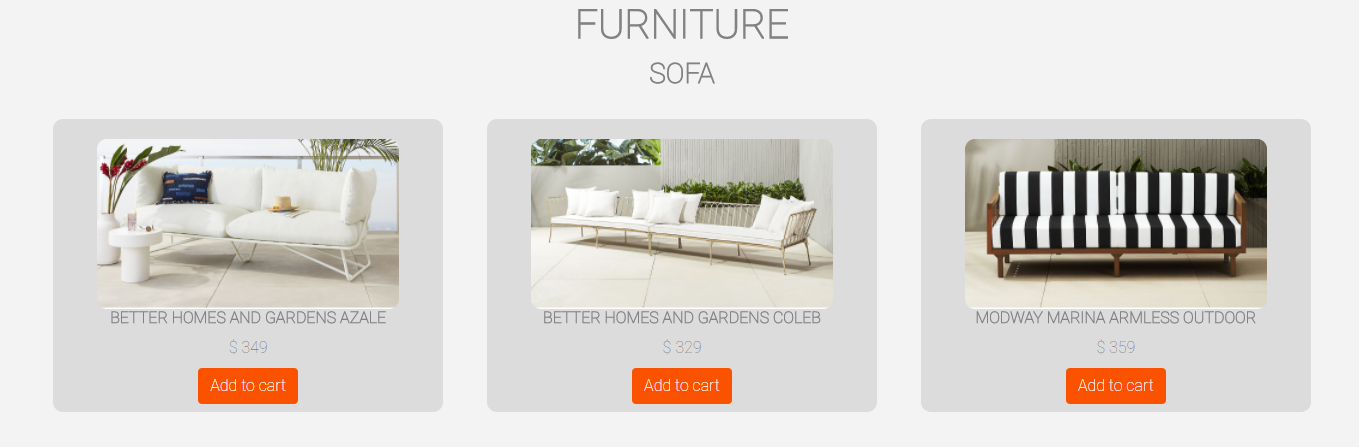 FURNITURE
SOFA
BETTER HOMES AND GARDENS AZALE
$ 349
Add to cart
BETTER HOMES AND GARDENS COLEB
$ 329
Add to cart
MODWAY MARINA ARMLESS OUTDOOR
$ 359
Add to cart